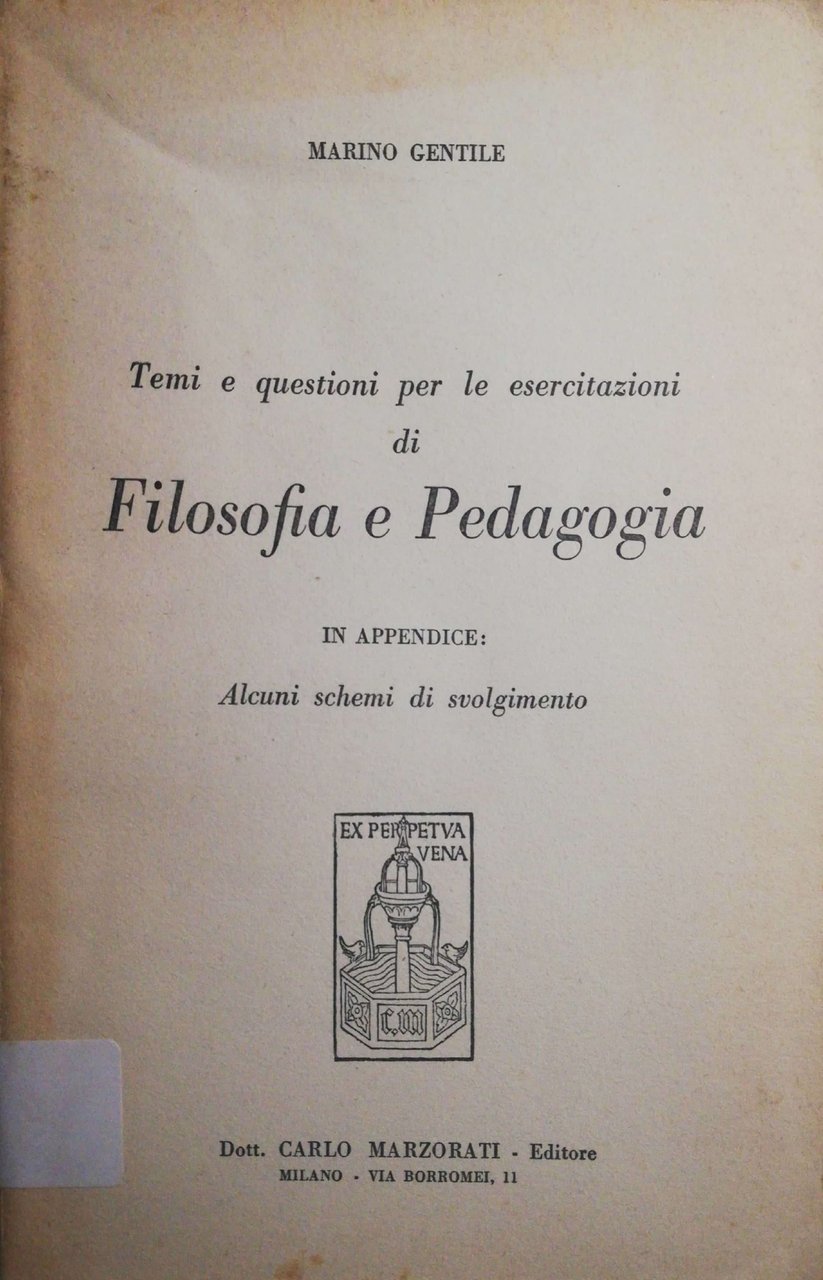 MARINO GENTILE
Temi e questioni per le esercitazioni
di
Filosofia e Pedagogia
IN APPENDICE:
Alcuni schemi di svolgimento
EX PERPETVA
VENA
C.M
Dott. CARLO MARZORATI - Editore
MILANO - VIA BORROMEI, 11